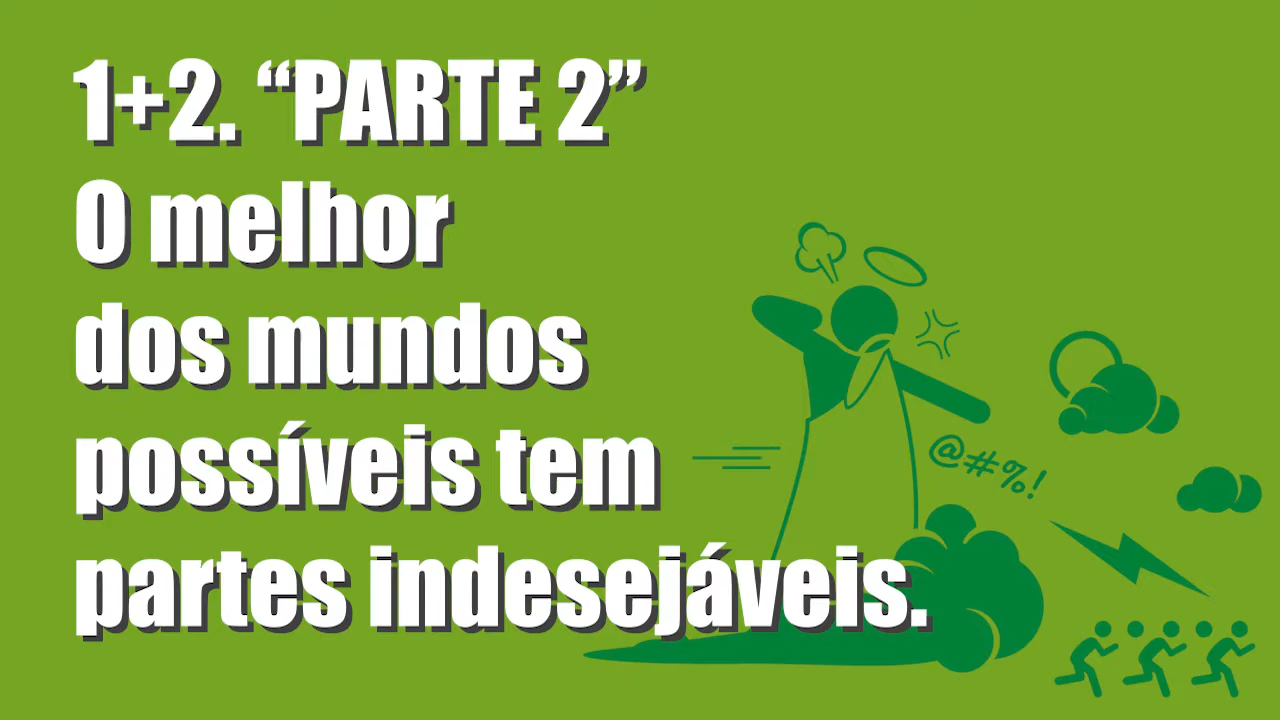 1+2. “PARTE 2”
O melhor
dos mundos
possíveis tem
partes indesejáveis.
@#%!